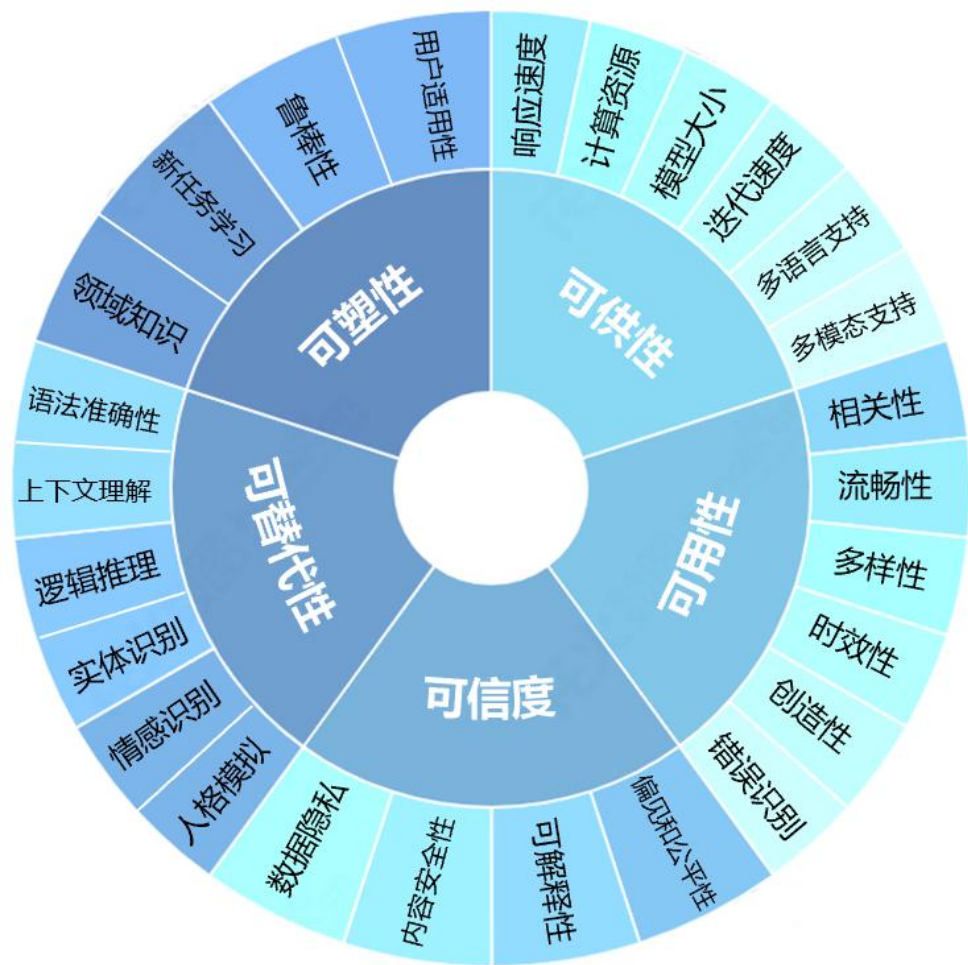 可供性
响应速度
计算资源
模型大小
迭代速度
多语言支持
多模态支持
可用性
相关性
流畅性
多样性
时效性
创造性
错误识别
可信度
偏见和公平性
可解释性
内容安全性
数据隐私
可替代性
人格模拟
情感识别
实体识别
逻辑推理
上下文理解
语法准确性
可塑性
领域知识
新任务学习
鲁棒性
用户适用性